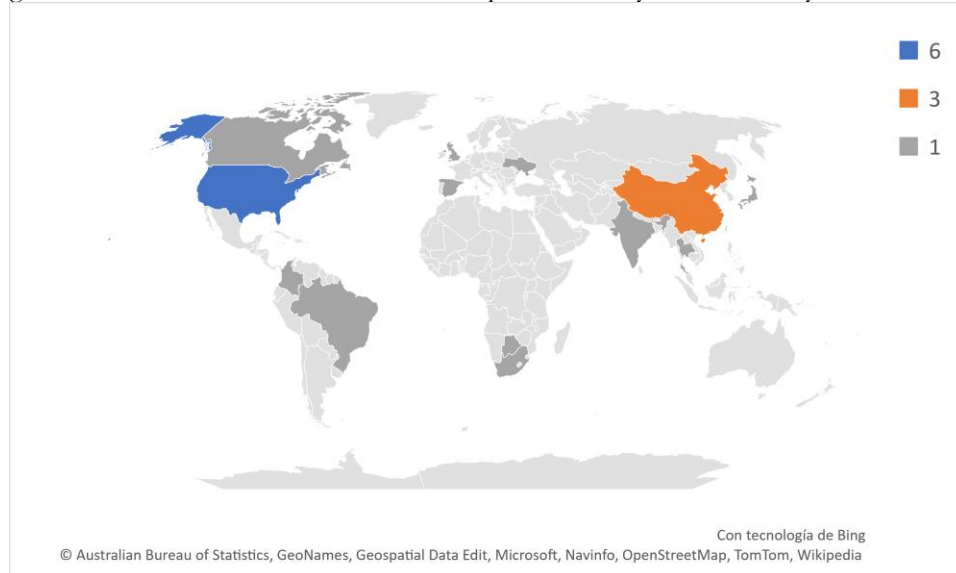 6
3
1
Con tecnología de Bing
© Australian Bureau of Statistics, GeoNames, Geospatial Data Edit, Microsoft, Navinfo, OpenStreetMap, TomTom, Wikipedia